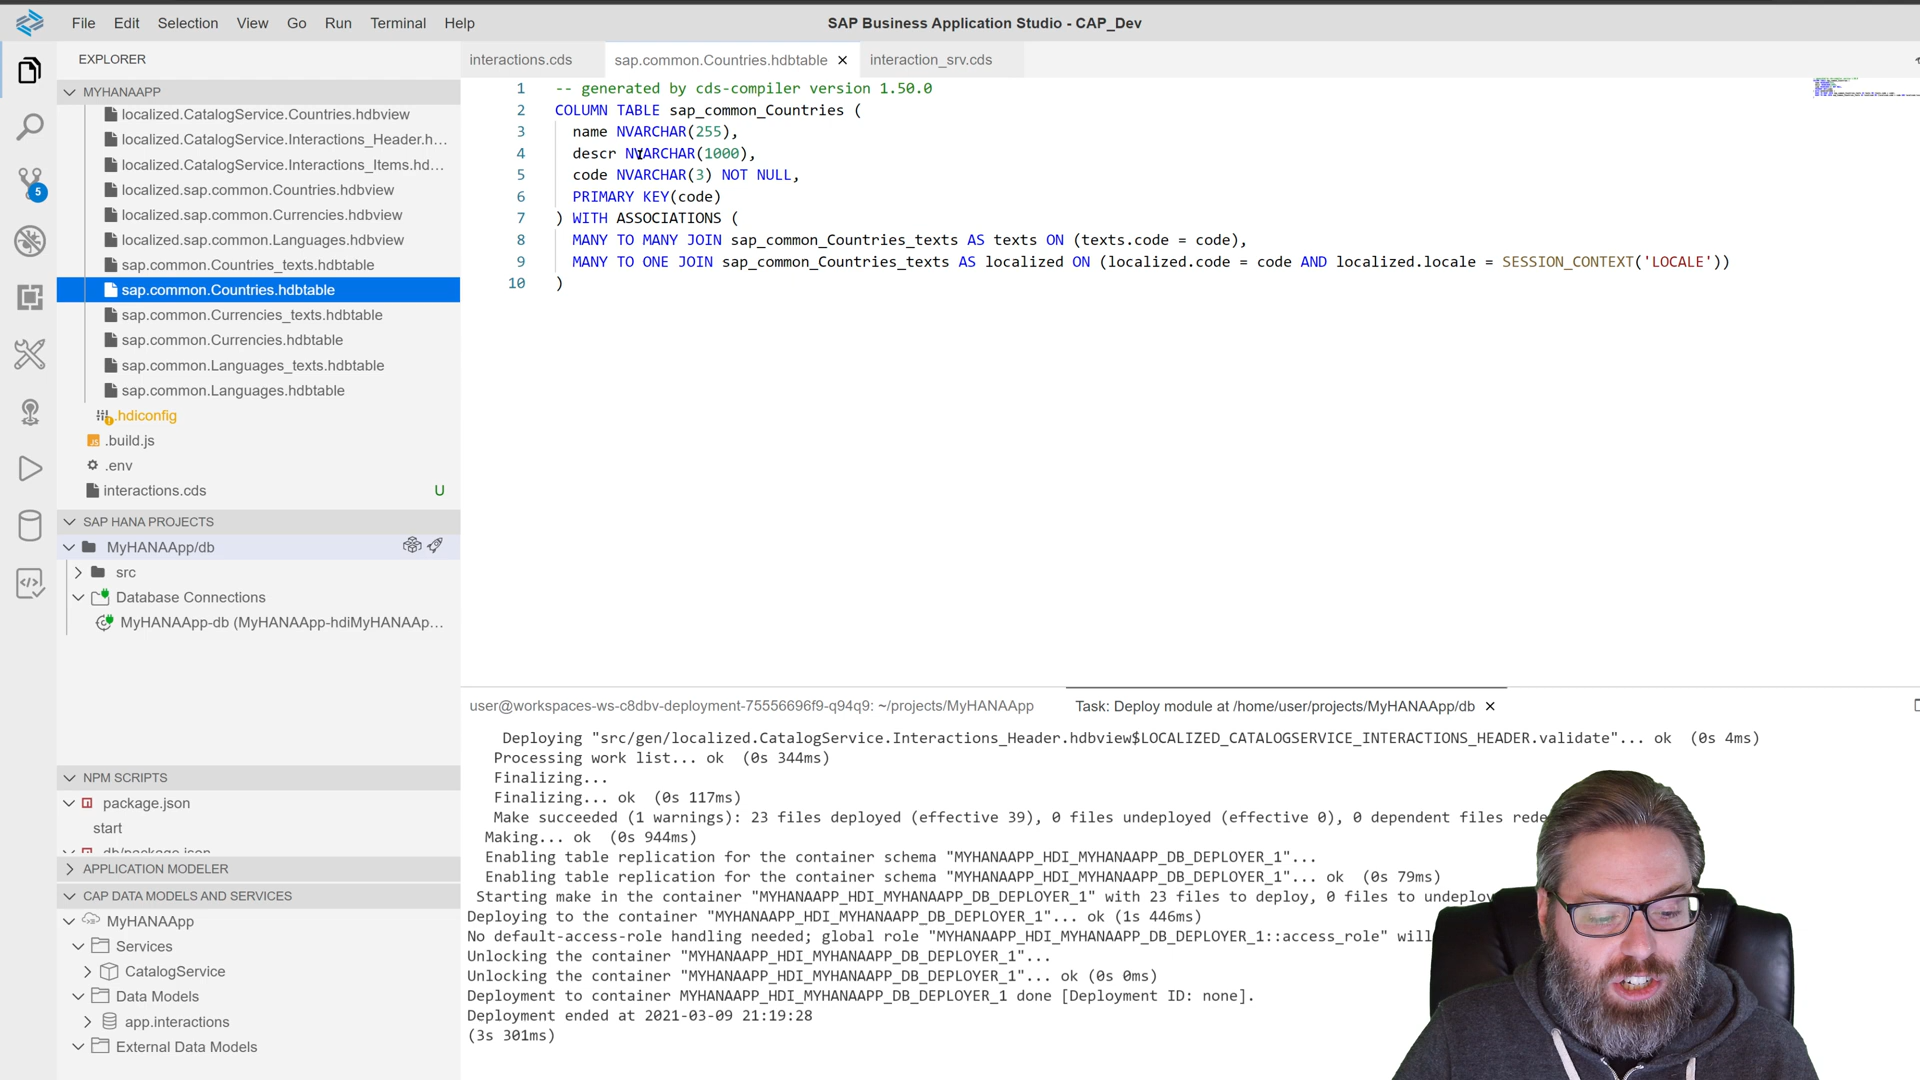 File Edit Selection View Go Run Terminal Help
SAP Business Application Studio - CAP_Dev
EXPLORER
MYHANAAPP
localized.CatalogService.Countries.hdbview
localized.CatalogService.Interactions_Header.h...
localized.CatalogService.Interactions_Items.hd...
localized.sap.common.Countries.hdbview
localized.sap.common.Currencies.hdbview
localized.sap.common.Languages.hdbview
sap.common.Countries_texts.hdbtable
sap.common.Countries.hdbtable
sap.common.Currencies_texts.hdbtable
sap.common.Currencies.hdbtable
sap.common.Languages_texts.hdbtable
sap.common.Languages.hdbtable
.hdiconfig
.build.js
.env
interactions.cds U
5
SAP HANA PROJECTS
MyHANAApp/db
src
Database Connections
MyHANAApp-db (MyHANAApp-hdiMyHANAAp...
NPM SCRIPTS
package.json
start
db/package.json
APPLICATION MODELER
CAP DATA MODELS AND SERVICES
MyHANAApp
Services
CatalogService
Data Models
app.interactions
External Data Models
interactions.cds sap.common.Countries.hdbtable interaction_srv.cds
1 -- generated by cds-compiler version 1.50.0
2 COLUMN TABLE sap_common_Countries (
3 name NVARCHAR(255),
4 descr NVARCHAR(1000),
5 code NVARCHAR(3) NOT NULL,
6 PRIMARY KEY(code)
7 ) WITH ASSOCIATIONS (
8 MANY TO MANY JOIN sap_common_Countries_texts AS texts ON (texts.code = code),
9 MANY TO ONE JOIN sap_common_Countries_texts AS localized ON (localized.code = code AND localized.locale = SESSION_CONTEXT('LOCALE'))
10 )
user@workspaces-ws-c8dbv-deployment-75556696f9-q94q9: ~/projects/MyHANAApp
Task: Deploy module at /home/user/projects/MyHANAApp/db
Deploying "src/gen/localized.CatalogService.Interactions_Header.hdbview$LOCALIZED_CATALOGSERVICE_INTERACTIONS_HEADER.validate"... ok (0s 4ms)
Processing work list... ok (0s 344ms)
Finalizing...
Finalizing... ok (0s 117ms)
Make succeeded (1 warnings): 23 files deployed (effective 39), 0 files undeployed (effective 0), 0 dependent files rede
Making... ok (0s 944ms)
Enabling table replication for the container schema "MYHANAAPP_HDI_MYHANAAPP_DB_DEPLOYER_1"...
Enabling table replication for the container schema "MYHANAAPP_HDI_MYHANAAPP_DB_DEPLOYER_1"... ok (0s 79ms)
Starting make in the container "MYHANAAPP_HDI_MYHANAAPP_DB_DEPLOYER_1" with 23 files to deploy, 0 files to undeploy
Deploying to the container "MYHANAAPP_HDI_MYHANAAPP_DB_DEPLOYER_1"... ok (1s 446ms)
No default-access-role handling needed; global role "MYHANAAPP_HDI_MYHANAAPP_DB_DEPLOYER_1::access_role" will
Unlocking the container "MYHANAAPP_HDI_MYHANAAPP_DB_DEPLOYER_1"...
Unlocking the container "MYHANAAPP_HDI_MYHANAAPP_DB_DEPLOYER_1"... ok (0s 0ms)
Deployment to container MYHANAAPP_HDI_MYHANAAPP_DB_DEPLOYER_1 done [Deployment ID: none].
Deployment ended at 2021-03-09 21:19:28
(3s 301ms)